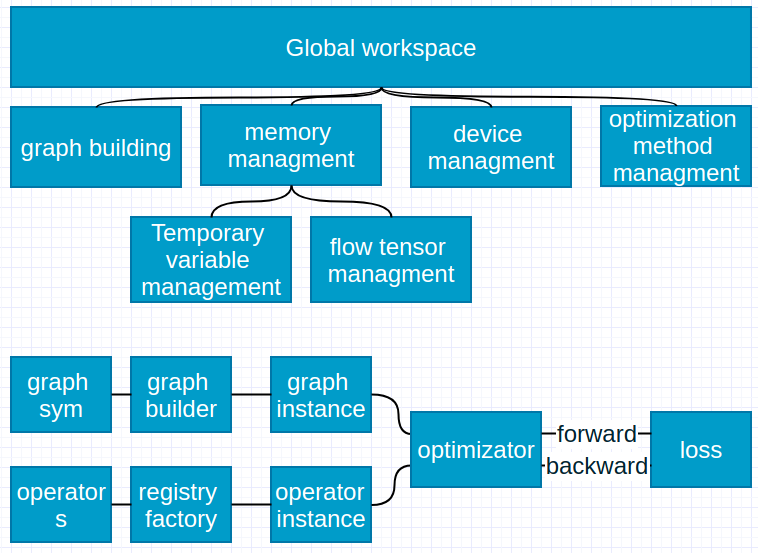 Global workspace
graph building
memory
managment
device
managment
optimization
method
managment
Temporary
variable
management
flow tensor
managment
graph
sym
graph
builder
graph
instance
operator
s
registry
factory
operator
instance
optimizator
forward
backward
loss